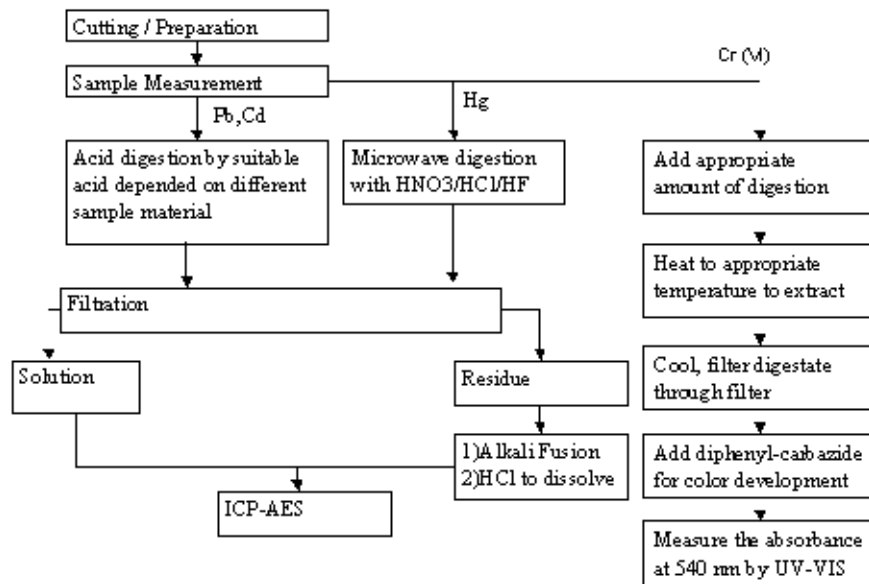 Cutting / Preparation
Sample Measurement
Cr (VI)
Pb,Cd
Hg
Acid digestion by suitable
acid depended on different
sample material
Microwave digestion
with HNO3/HCl/HF
Add appropriate
amount of digestion
Heat to appropriate
temperature to extract
Filtration
Cool, filter digestate
through filter
Solution
Residue
1)Alkali Fusion
2)HCl to dissolve
Add diphenyl-carbazide
for color development
ICP-AES
Measure the absorbance
at 540 nm by UV-VIS